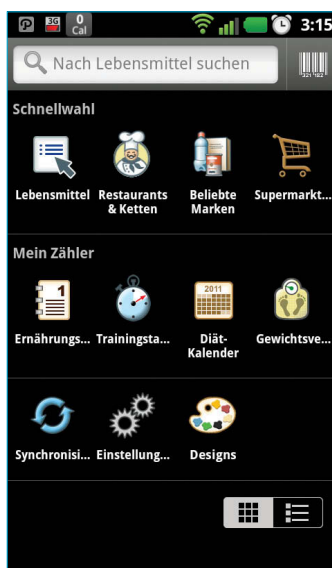 3G 0 3:15
Cal
Nach Lebensmittel suchen
Schnellwahl
Lebensmittel Restaurants Beliebte Supermarkt...
& Ketten Marken
Mein Zähler
1 2011
Ernährungs... Trainingsta... Diät- Gewichtsve...
Kalender
Synchronisi... Einstellung... Designs